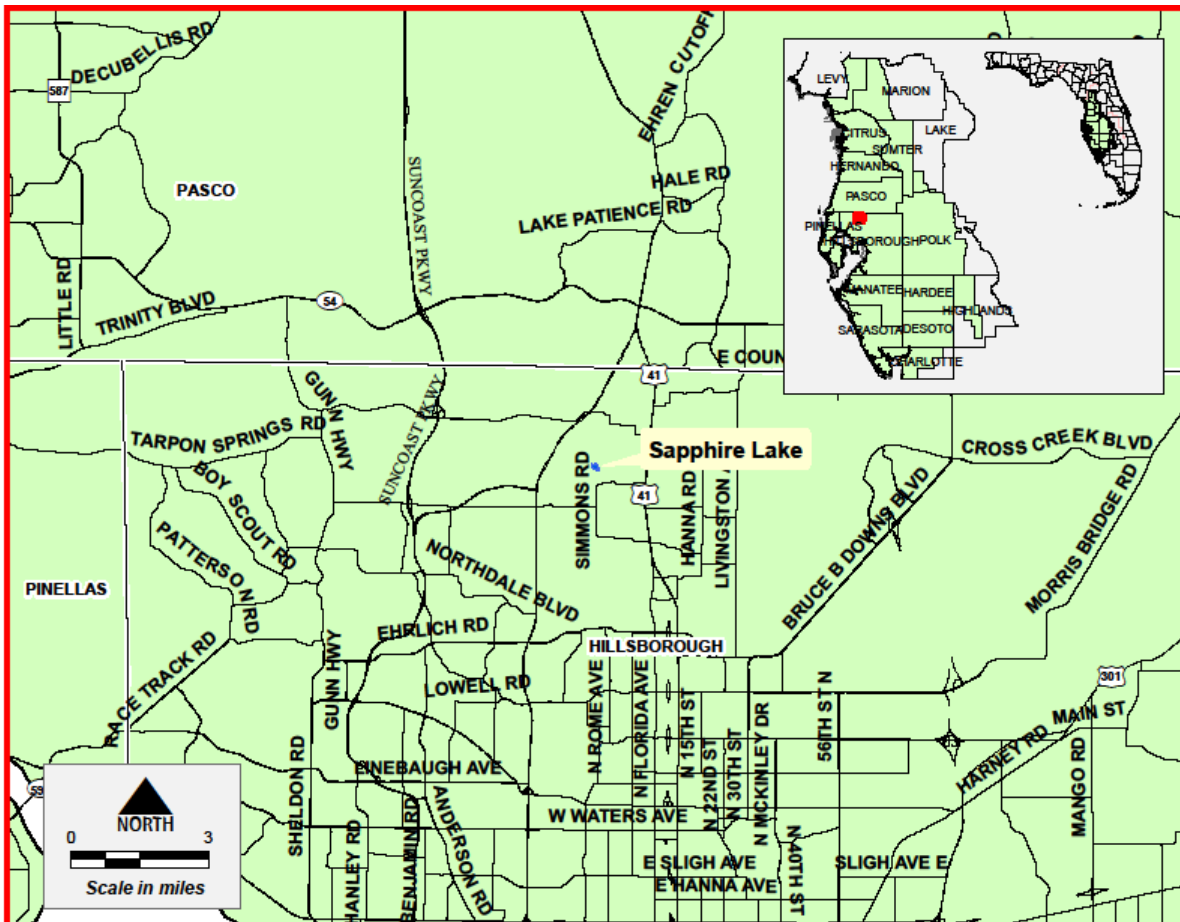 DECUBELLIS RD
587
PASCO
EHREN CUTOFF
SUNCOAST PKWY
HALE RD
LAKE PATIENCE RD
LITTLE RD
TRINITY BLVD
54
E COUN
41
GUNN HWY
SUNCOAST PKWY
TARPON SPRINGS RD
BOY SCOUT RD
PATTERSON RD
SIMMONS RD
Sapphire Lake
41
HANNA RD
LIVINGSTON A
CROSS CREEK BLVD
BRUCE B DOWNS BLVD
MORRIS BRIDGE RD
NORTHDALE BLVD
PINELLAS
EHRLICH RD
HILLSBOROUGH
RACE TRACK RD
GUNN HWY
LOWELL RD
N ROME AVE
N FLORIDA AVE
N 15TH ST
N 22ND ST
N 30TH ST
N MCKINLEY DR
56TH ST N
301
MAIN ST
HARNEY RD
MANGO RD
SHELDON RD
LINEBAUGH AVE
ANDERSON RD
W WATERS AVE
HANLEY RD
BENJAMIN RD
E SLIGH AVE
E HANNA AVE
N 40TH ST
SLIGH AVE E
59
NORTH
0 3
Scale in miles
LEVY
MARION
CITRUS
LAKE
SUMTER
HERNANDO
PASCO
PINELLAS
HILLSBOROUGH
POLK
MANATEE
HARDEE
HIGHLANDS
SARASOTA
DESOTO
CHARLOTTE